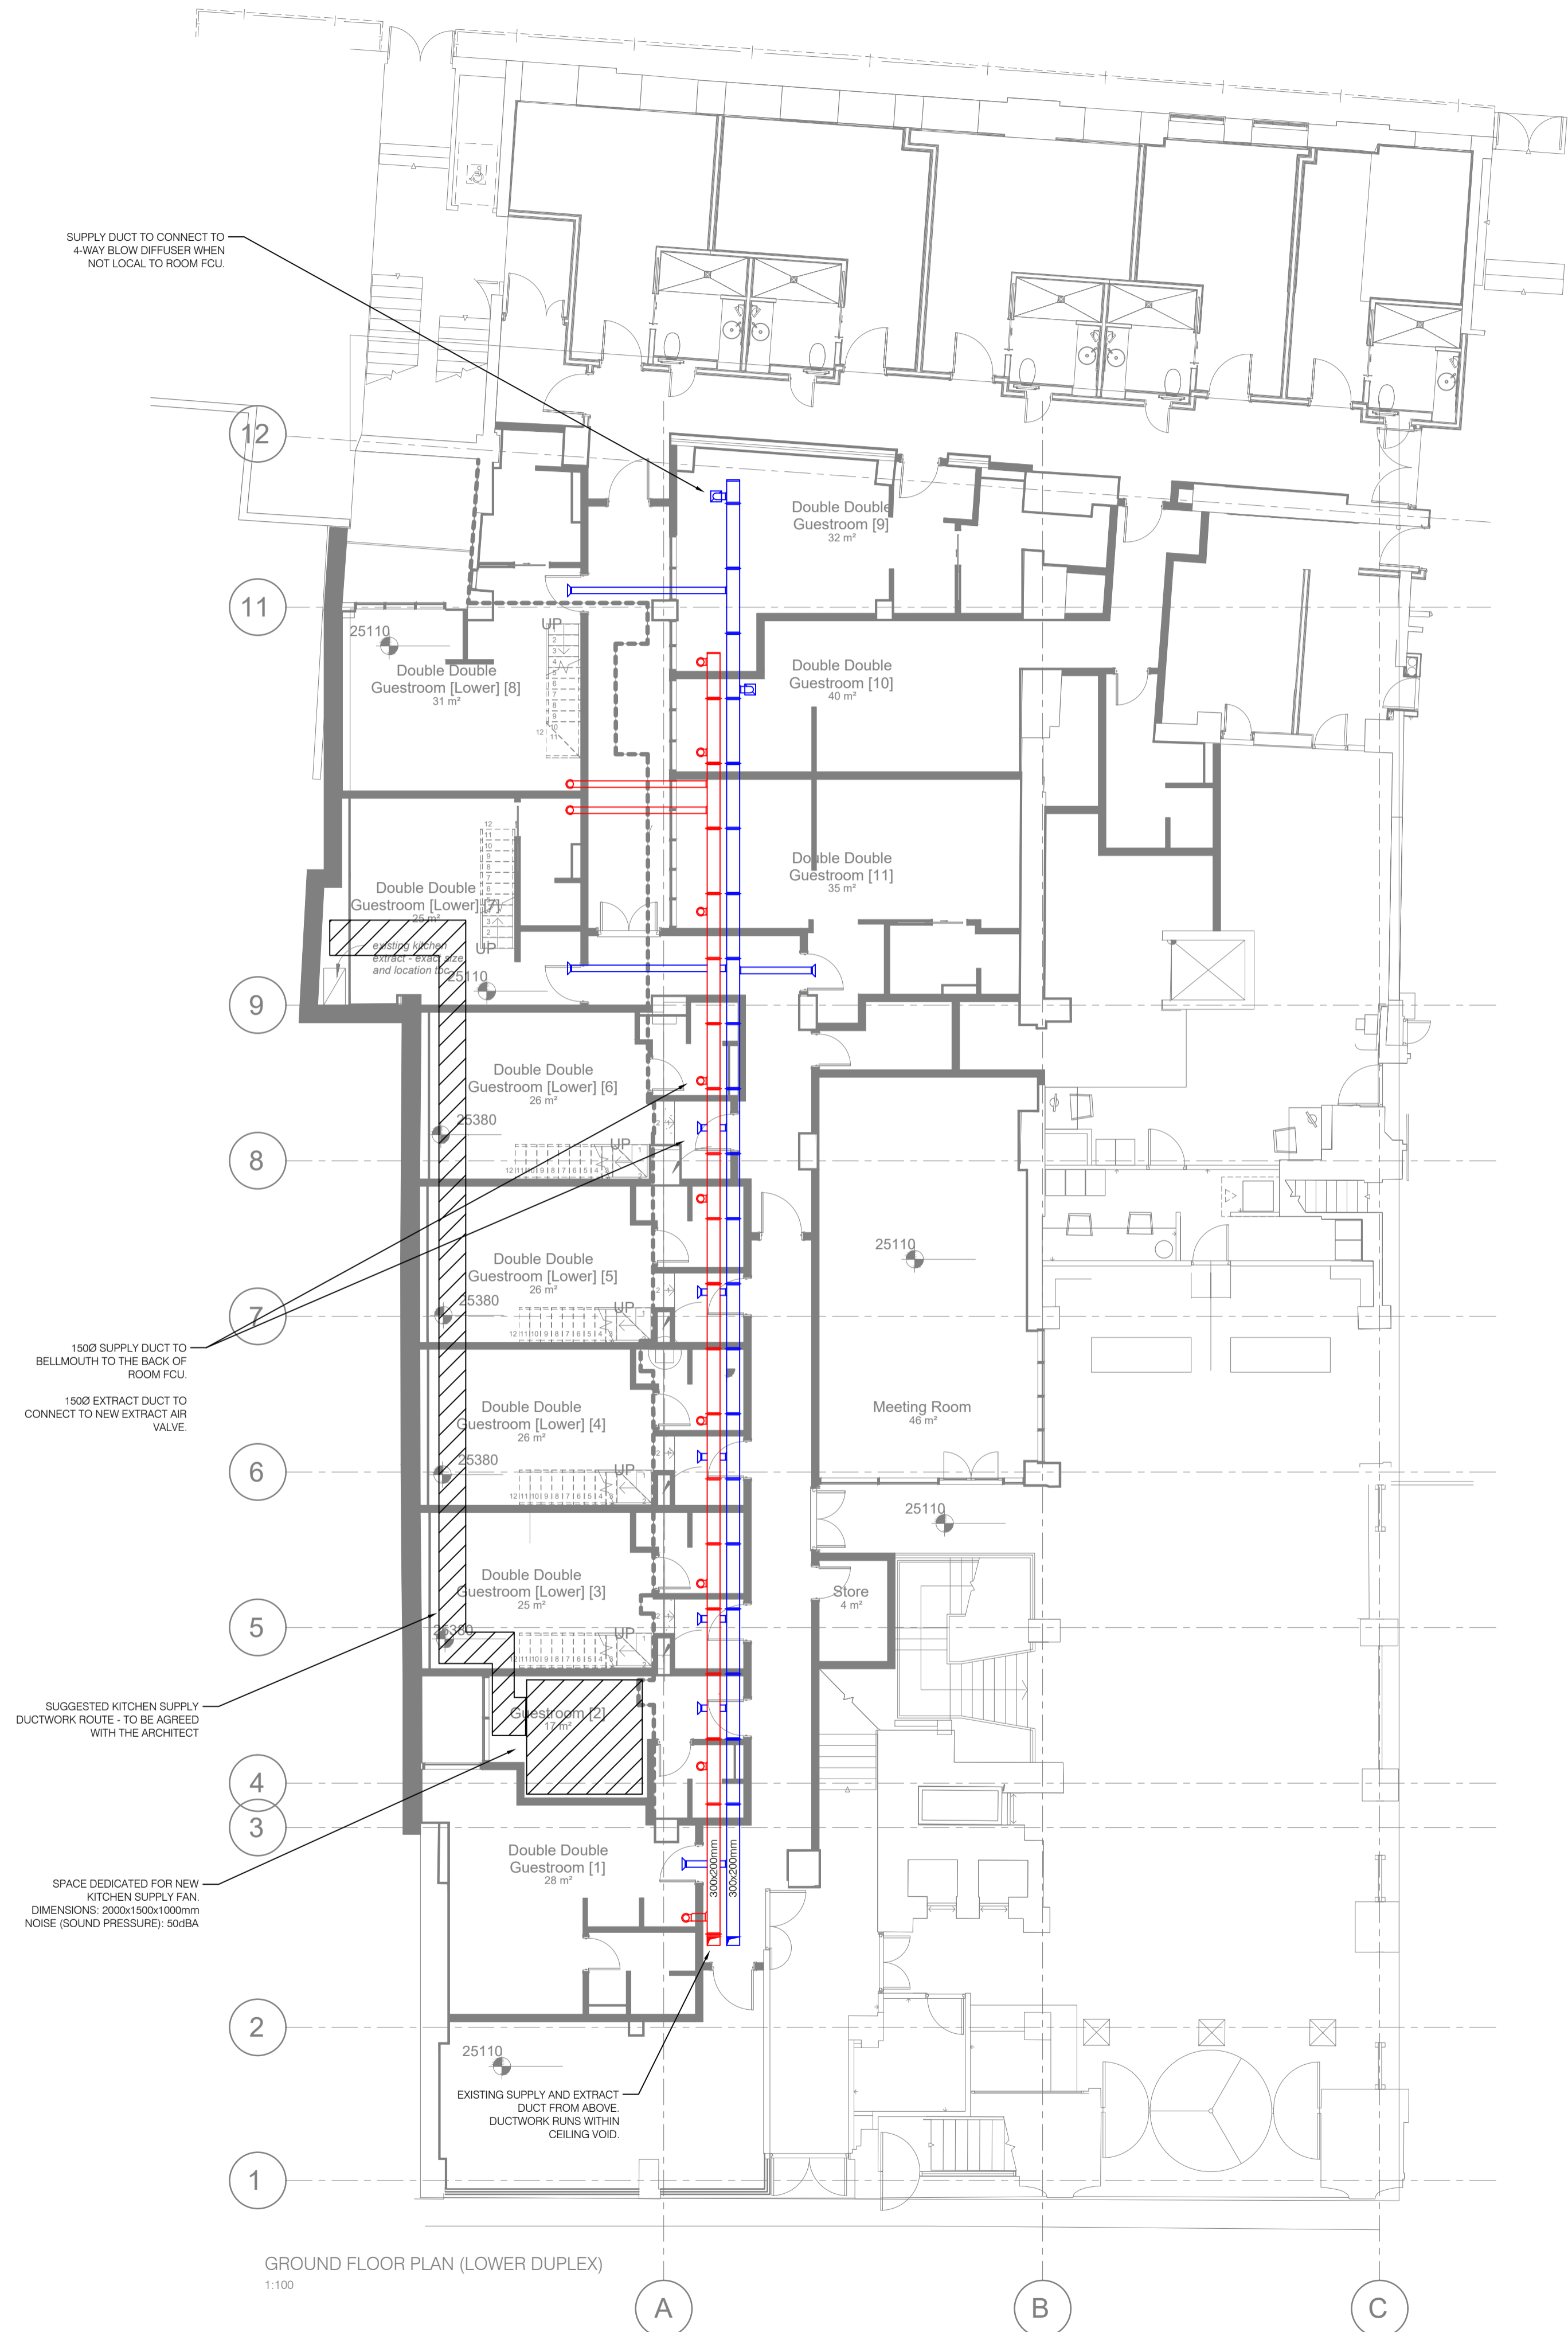 SUPPLY DUCT TO CONNECT TO
4-WAY BLOW DIFFUSER WHEN
NOT LOCAL TO ROOM FCU.
12
Double Double
Guestroom [9]
32 m²
11
25110
UP
Double Double
Guestroom [Lower] [8]
31 m²
Double Double
Guestroom [10]
40 m²
Double Double
Guestroom [11]
35 m²
Double Double
Guestroom [Lower] [7]
25 m²
existing kitchen
extract - exact size
and location tbc
UP
25110
9
Double Double
Guestroom [Lower] [6]
26 m²
25380
UP
8
25110
Double Double
Guestroom [Lower] [5]
26 m²
25380
UP
7
150Ø SUPPLY DUCT TO
BELLMOUTH TO THE BACK OF
ROOM FCU.
150Ø EXTRACT DUCT TO
CONNECT TO NEW EXTRACT AIR
VALVE.
Double Double
Guestroom [Lower] [4]
26 m²
Meeting Room
46 m²
25380
UP
6
25110
Double Double
Guestroom [Lower] [3]
25 m²
Store
4 m²
5
25380
UP
SUGGESTED KITCHEN SUPPLY
DUCTWORK ROUTE - TO BE AGREED
WITH THE ARCHITECT
Guestroom [2]
17 m²
4
3
Double Double
Guestroom [1]
28 m²
300x200mm
300x200mm
SPACE DEDICATED FOR NEW
KITCHEN SUPPLY FAN.
DIMENSIONS: 2000x1500x1000mm
NOISE (SOUND PRESSURE): 50dBA
2
25110
EXISTING SUPPLY AND EXTRACT
DUCT FROM ABOVE.
DUCTWORK RUNS WITHIN
CEILING VOID.
1
GROUND FLOOR PLAN (LOWER DUPLEX)
1:100
A
B
C